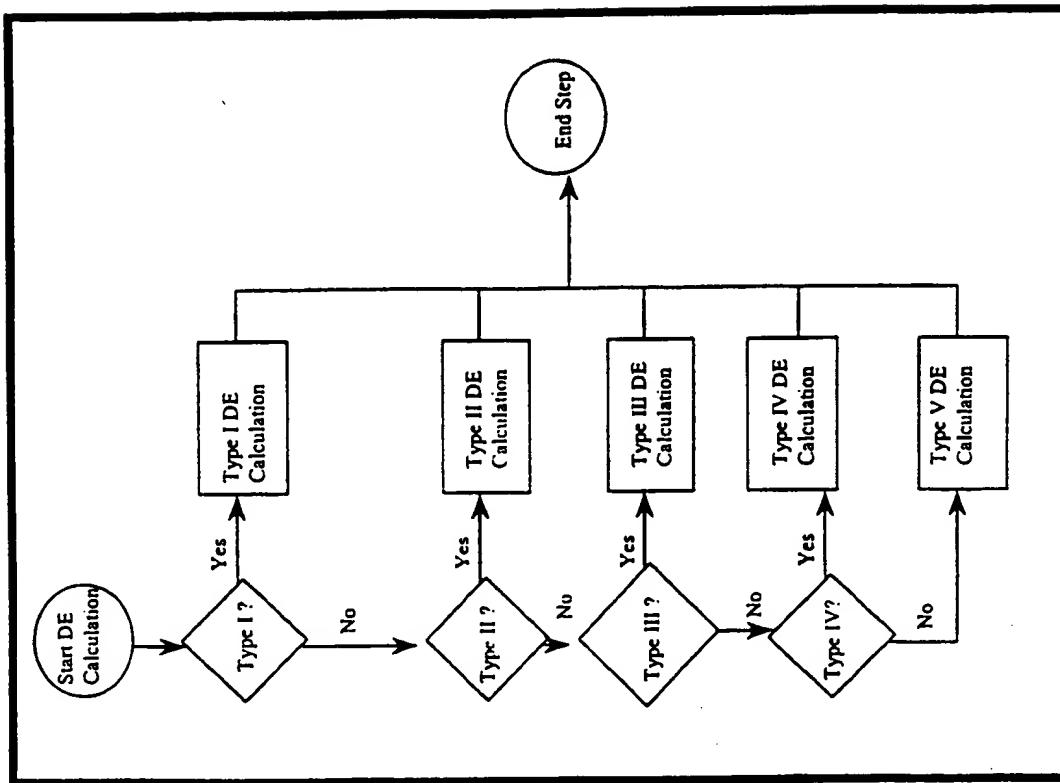 Start DE
Calculation
Type I ?
Yes
Type I DE
Calculation
No
Type II ?
Yes
Type II DE
Calculation
No
Type III ?
Yes
Type III DE
Calculation
No
Type IV?
Yes
Type IV DE
Calculation
No
Type V DE
Calculation
End Step